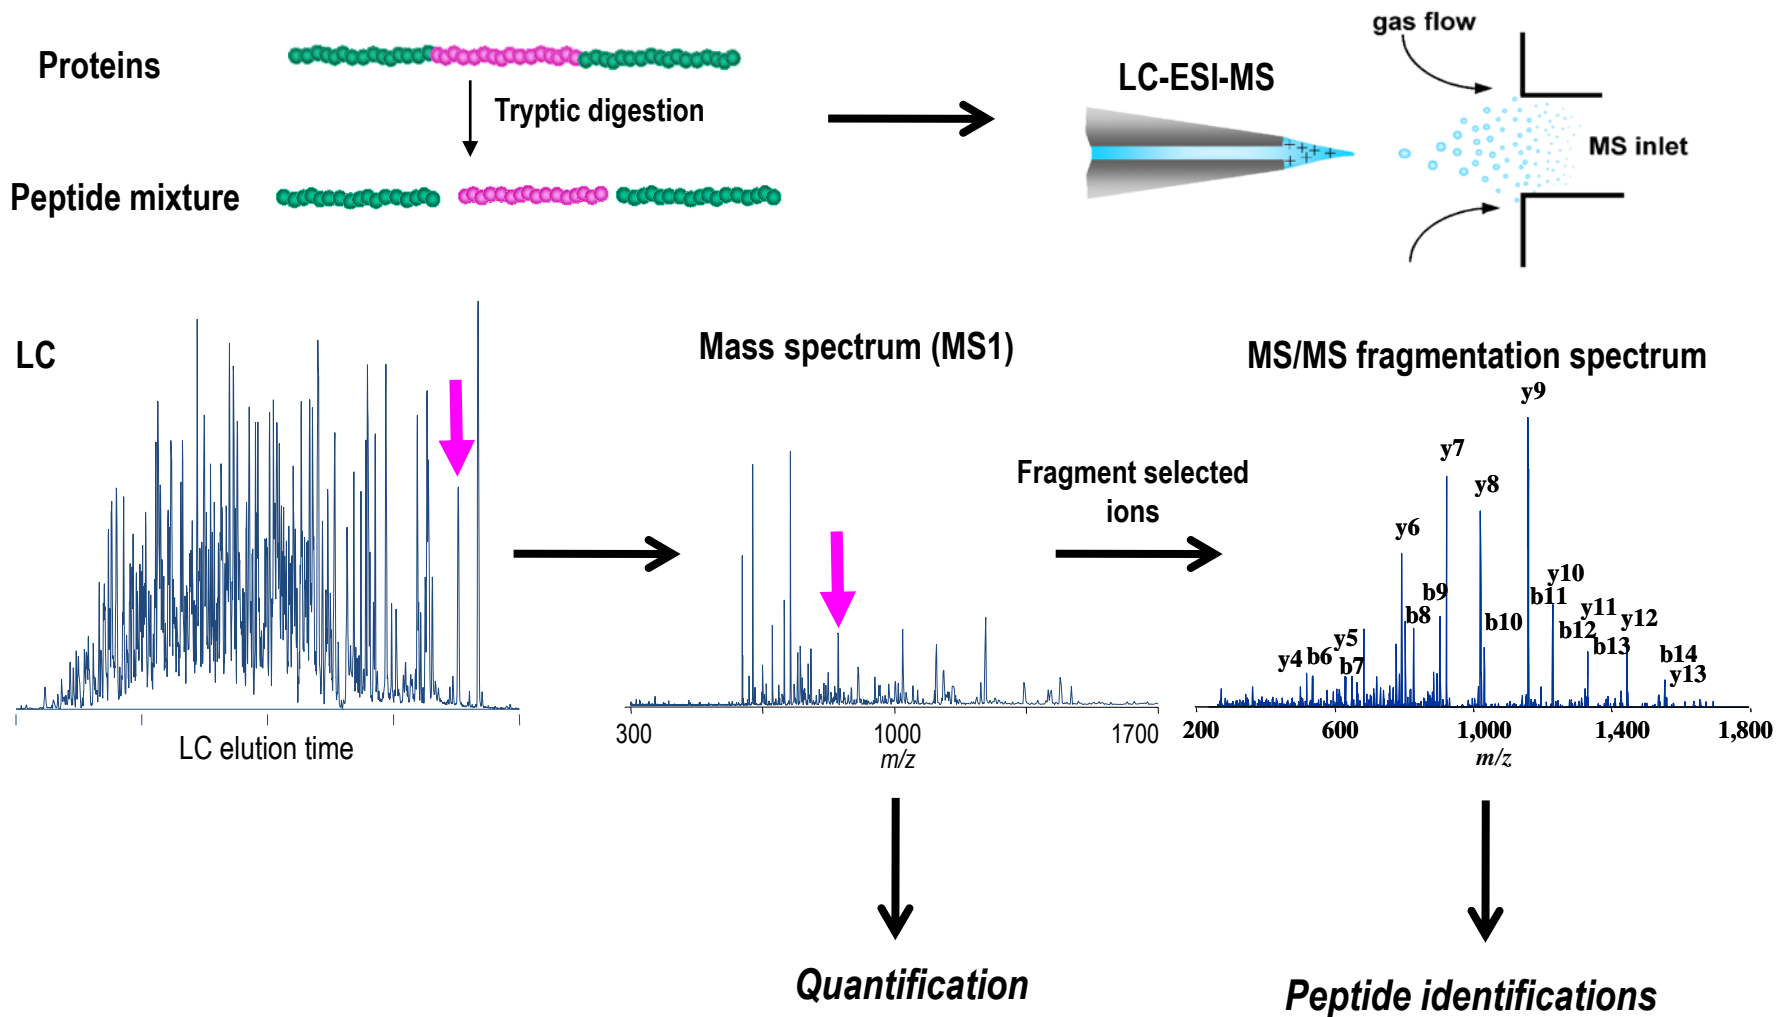 Proteins
Tryptic digestion
Peptide mixture
LC-ESI-MS
gas flow
+ + + + + + +
MS inlet
LC
LC elution time
Mass spectrum (MS1)
300 1000 1700
m/z
Fragment selected
ions
MS/MS fragmentation spectrum
y9
y7
y8
y6
y10
b9
b11
y11
b8
y12
b10
b12
y5
b13
y4
b6
b7
b14
y13
200 600 1,000 1,400 1,800
m/z
Quantification
Peptide identifications